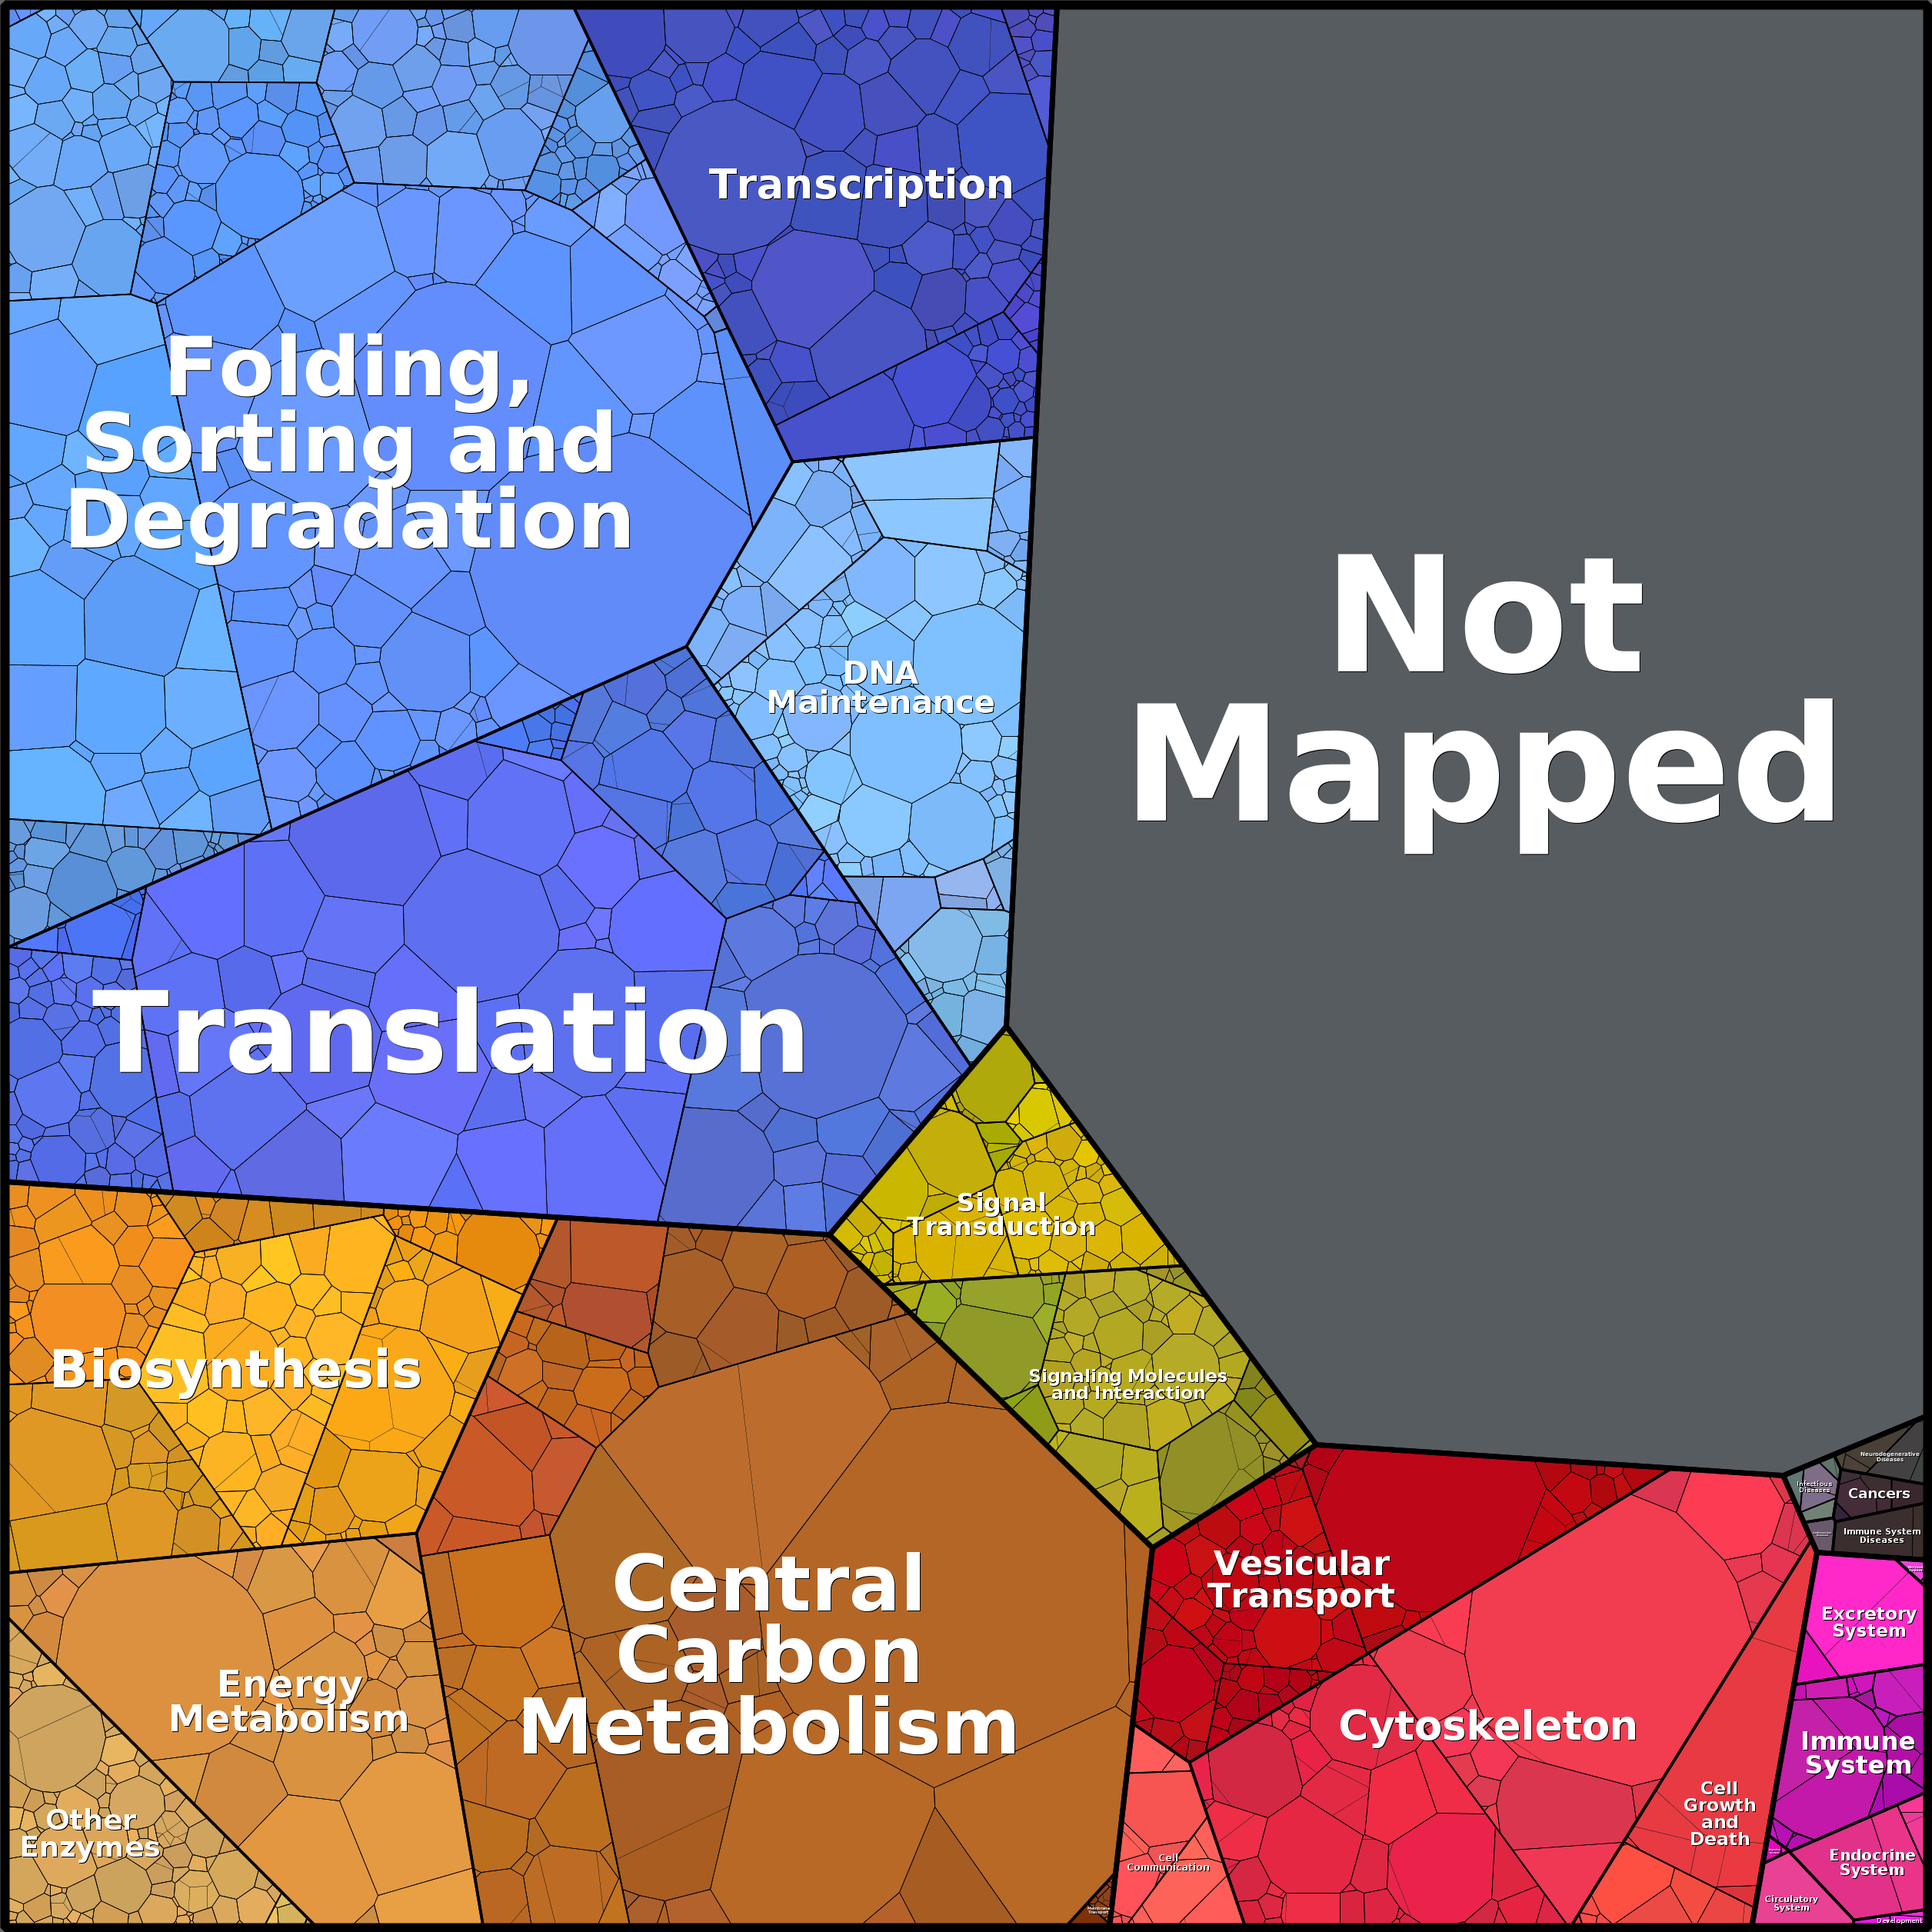 Transcription
Folding,
Sorting and
Degradation
Not
Mapped
DNA
Maintenance
Translation
Signal
Transduction
Biosynthesis
Signaling Molecules
and Interaction
Neurodegenerative
Diseases
Infectious
Diseases
Cancers
Immune System
Diseases
Vesicular
Transport
Central
Carbon
Metabolism
Excretory
System
Energy
Metabolism
Cytoskeleton
Immune
System
Cell
Growth
and
Death
Other
Enzymes
Cell
Communication
Endocrine
System
Circulatory
System
Membrane
Transport
Development